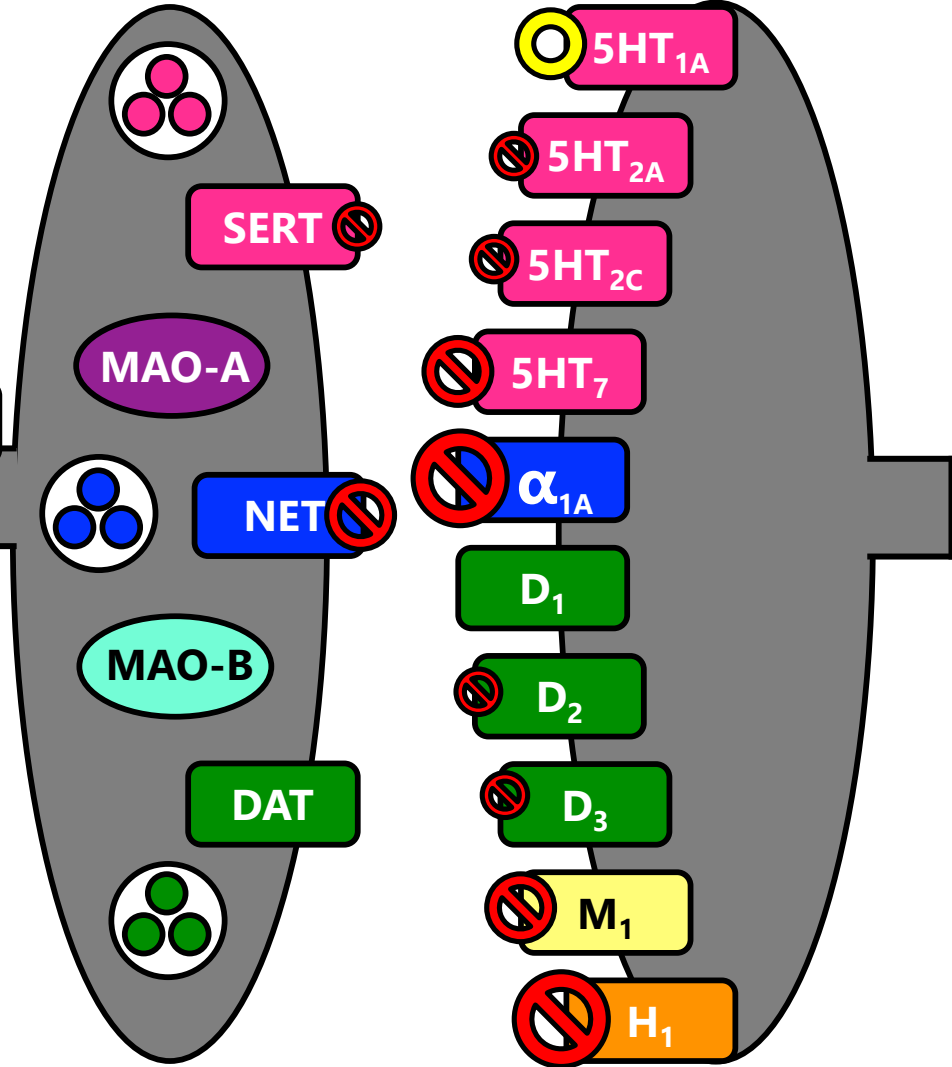 SERT
MAO-A
NET
MAO-B
DAT
5HT1A
5HT2A
5HT2C
5HT7
α1A
D1
D2
D3
M1
H1